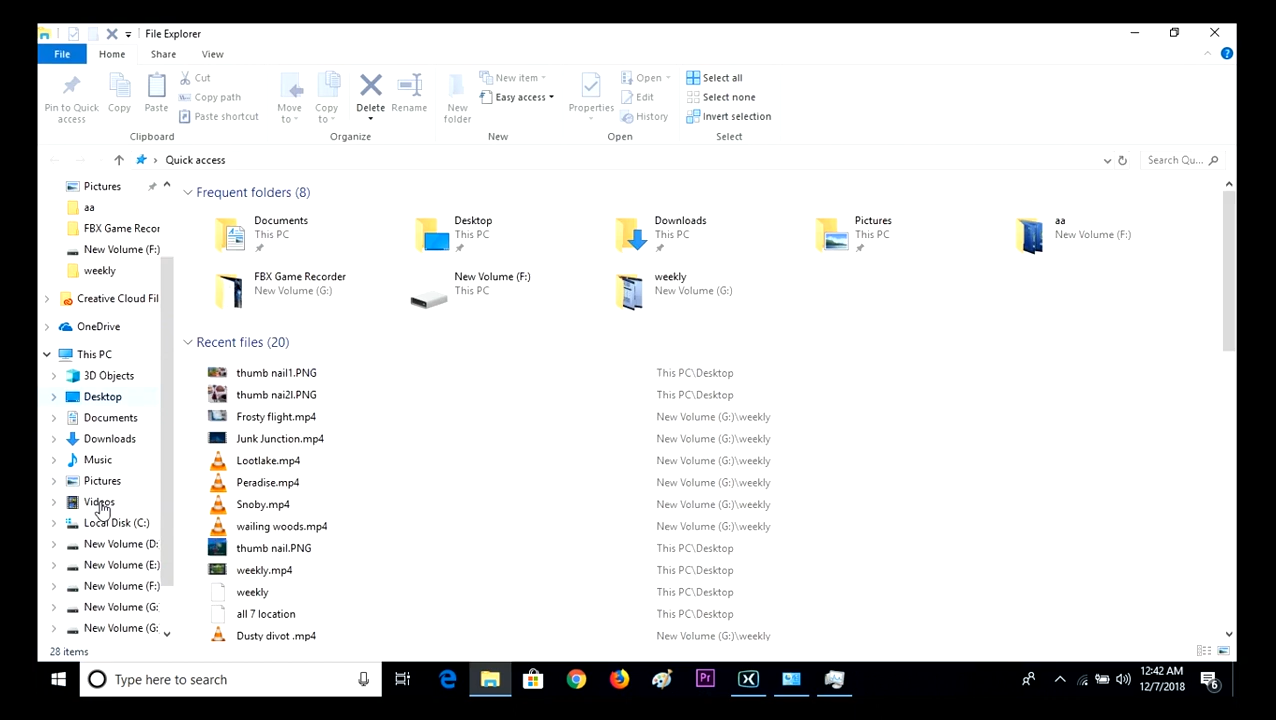 File Explorer
File Home Share View
Pin to Quick access
Copy
Paste
Cut
Copy path
Paste shortcut
Clipboard
Move to
Copy to
Delete
Rename
Organize
New folder
New item
Easy access
New
Properties
Open
Edit
History
Open
Select all
Select none
Invert selection
Select
Quick access
Search Qu...
Pictures
aa
FBX Game Recor
New Volume (F:)
weekly
Creative Cloud Fil
OneDrive
This PC
3D Objects
Desktop
Documents
Downloads
Music
Pictures
Videos
Local Disk (C:)
New Volume (D:
New Volume (E:)
New Volume (F:)
New Volume (G:
New Volume (G:
Frequent folders (8)
Documents
This PC
Desktop
This PC
Downloads
This PC
Pictures
This PC
aa
New Volume (F:)
FBX Game Recorder
New Volume (G:)
New Volume (F:)
This PC
weekly
New Volume (G:)
Recent files (20)
thumb nail1.PNG This PC\Desktop
thumb nai2l.PNG This PC\Desktop
Frosty flight.mp4 New Volume (G:)\weekly
Junk Junction.mp4 New Volume (G:)\weekly
Lootlake.mp4 New Volume (G:)\weekly
Peradise.mp4 New Volume (G:)\weekly
Snoby.mp4 New Volume (G:)\weekly
wailing woods.mp4 New Volume (G:)\weekly
thumb nail.PNG This PC\Desktop
weekly.mp4 This PC\Desktop
weekly This PC\Desktop
all 7 location This PC\Desktop
Dusty divot .mp4 New Volume (G:)\weekly
28 items
Type here to search
Pr
12:42 AM
12/7/2018
6